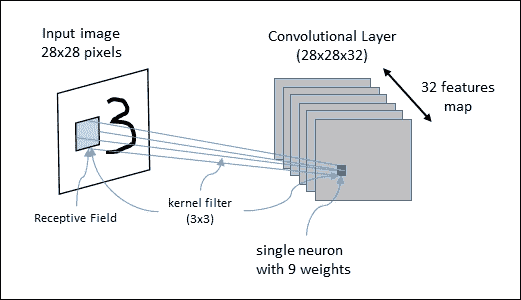 Input image
28x28 pixels
3
Convolutional Layer
(28x28x32)
32 features
map
Receptive Field
kernel filter
(3x3)
single neuron
with 9 weights